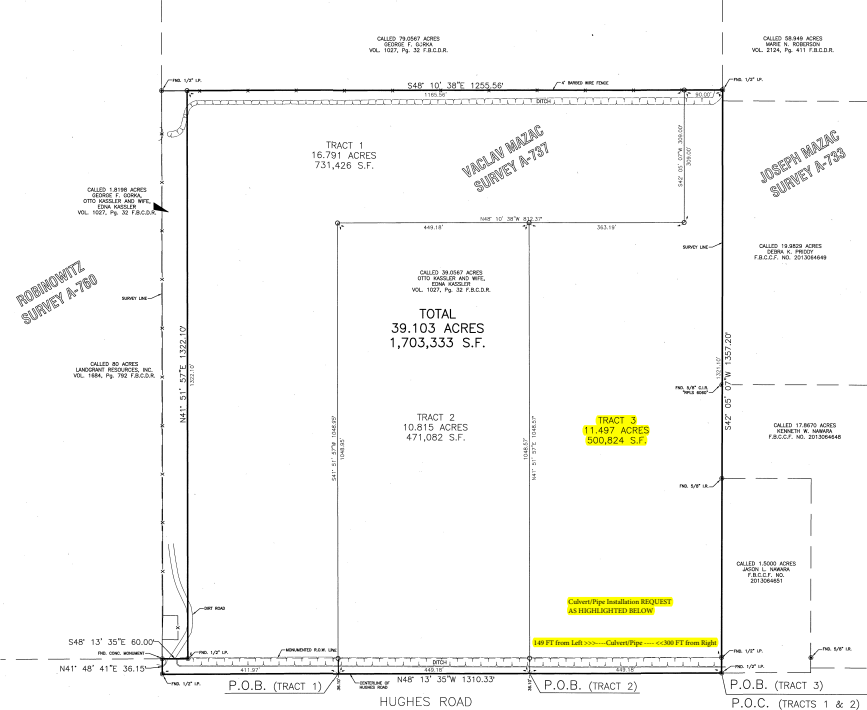 CALLED 79.0567 ACRES
GEORGE F. GORKA
VOL. 1027, Pg. 32 F.B.C.D.R.
CALLED 58.949 ACRES
MARIE N. ROBERSON
VOL. 2124, Pg. 411 F.B.C.D.R.
FND. 1/2" I.P.
S48° 10' 38"E 1255.56'
4' BARBED WIRE FENCE
FND. 1/2" I.P.
1165.56'
90.00'
DITCH
TRACT 1
16.791 ACRES
731,426 S.F.
VACLAV MAZAC
SURVEY A-737
JOSEPH MAZAC
SURVEY A-733
S42° 05' 07"W 309.00'
309.00'
CALLED 1.8198 ACRES
GEORGE F. GORKA,
OTTO KASSLER AND WIFE,
EDNA KASSLER
VOL. 1027, Pg. 32 F.B.C.D.R.
N48° 10' 38"W 812.37'
449.18'
363.19'
SURVEY LINE
CALLED 19.9829 ACRES
DEBRA K. PRIDDY
F.B.C.C.F. NO. 2013064649
ROBINOWITZ
SURVEY A-760
SURVEY LINE
CALLED 39.0567 ACRES
OTTO KASSLER AND WIFE,
EDNA KASSLER
VOL. 1027, Pg. 32 F.B.C.D.R.
TOTAL
39.103 ACRES
1,703,333 S.F.
N41° 51' 57"E 1322.10'
1322.10'
S42° 05' 07"W 1357.20'
1321.10'
CALLED 80 ACRES
LANDGRANT RESOURCES, INC.
VOL. 1684, Pg. 792 F.B.C.D.R.
FND. 5/8" C.I.R.
"RPLS 6060"
TRACT 2
10.815 ACRES
471,082 S.F.
TRACT 3
11.497 ACRES
500,824 S.F.
CALLED 17.8670 ACRES
KENNETH W. NAWARA
F.B.C.C.F. NO. 2013064648
S41° 51' 57"W 1048.95'
1048.95'
1048.57'
N41° 51' 57"E 1048.57'
FND. 5/8" I.R.
CALLED 1.5000 ACRES
JASON L. NAWARA
F.B.C.C.F. NO.
2013064651
Culvert/Pipe Installation REQUEST
AS HIGHLIGHTED BELOW
DIRT ROAD
149 FT from Left >>>----Culvert/Pipe ---- <<300 FT from Right
S48° 13' 35"E 60.00'
FND. CONC. MONUMENT
FND. 1/2" I.P.
MONUMENTED R.O.W. LINE
FND. 1/2" I.R.
FND. 5/8" I.R.
N41° 48' 41"E 36.15'
DITCH
411.97'
449.18'
449.18'
FND. 1/2" I.P.
FND. 1/2" I.P.
P.O.B. (TRACT 1)
36.10'
CENTERLINE OF
HUGHES ROAD
N48° 13' 35"W 1310.33'
36.10'
P.O.B. (TRACT 2)
P.O.B. (TRACT 3)
HUGHES ROAD
P.O.C. (TRACTS 1 & 2)